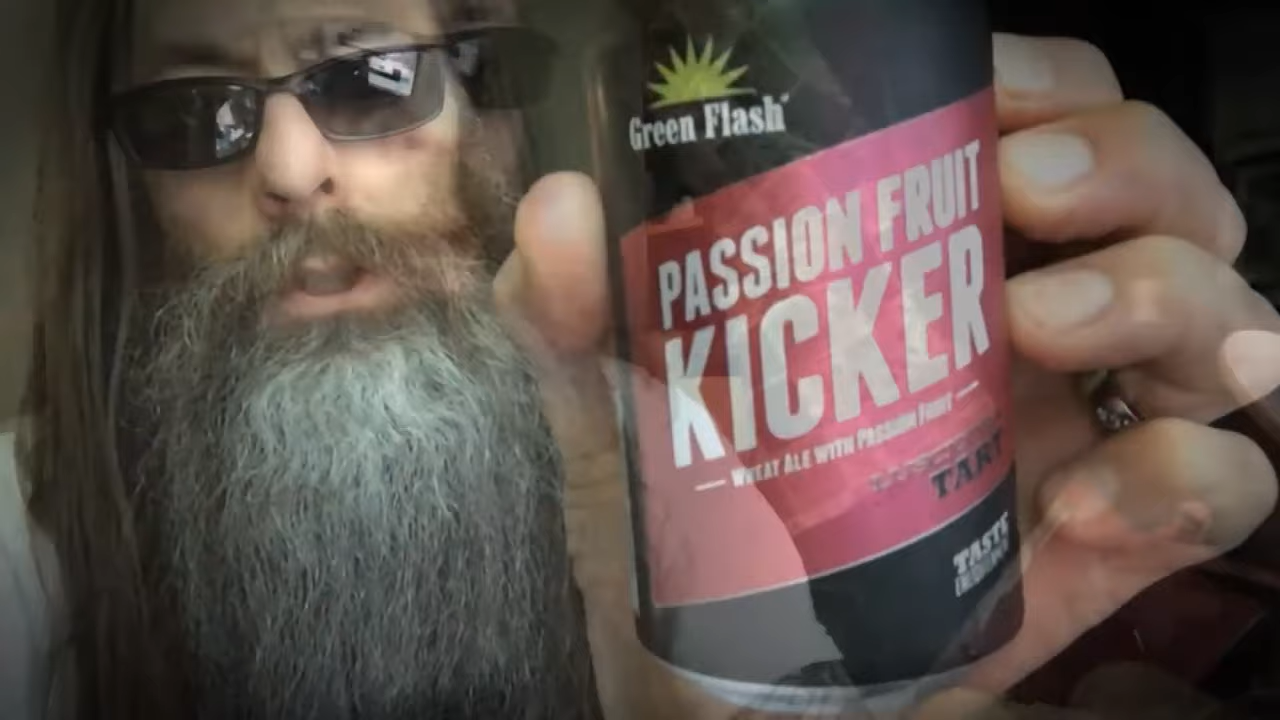 Green Flash
PASSION FRUIT
KICKER
WHEAT ALE WITH PASSION FRUIT
TART
TASTE